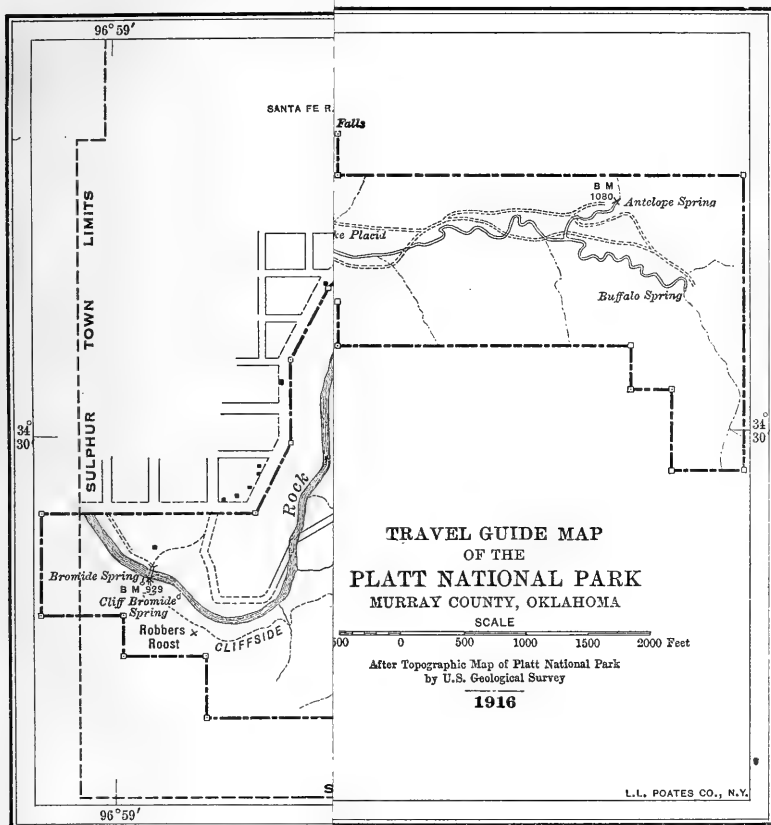 96°59'
SANTA FE R.
Falls
SULPHUR TOWN LIMITS
B M
1080
Antelope Spring
ke Placid
Buffalo Spring
34°
30'
34°
30'
Rock
Bromide Spring
B M 929
Cliff Bromide
Spring
Robbers
Roost
CLIFFSIDE
TRAVEL GUIDE MAP
OF THE
PLATT NATIONAL PARK
MURRAY COUNTY, OKLAHOMA
SCALE
500 0 500 1000 1500 2000 Feet
After Topographic Map of Platt National Park
by U.S. Geological Survey
1916
S
L.L. POATES CO., N.Y.
96°59'